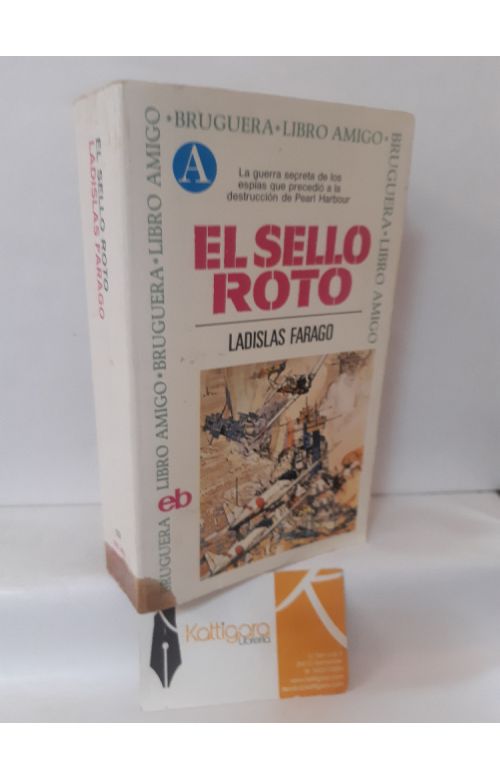 • BRUGUERA • LIBRO AMIGO •
BRUGUERA • LIBRO AMIGO
BRUGUERA LIBRO AMIGO • BRUGUERA • LIBRO AMIGO
A
La guerra secreta de los
espías que precedió a la
destrucción de Pearl Harbour
EL SELLO
ROTO
LADISLAS FARAGO
eb
EL SELLO ROTO
LADISLAS FARAGO
Kattigara
Librería